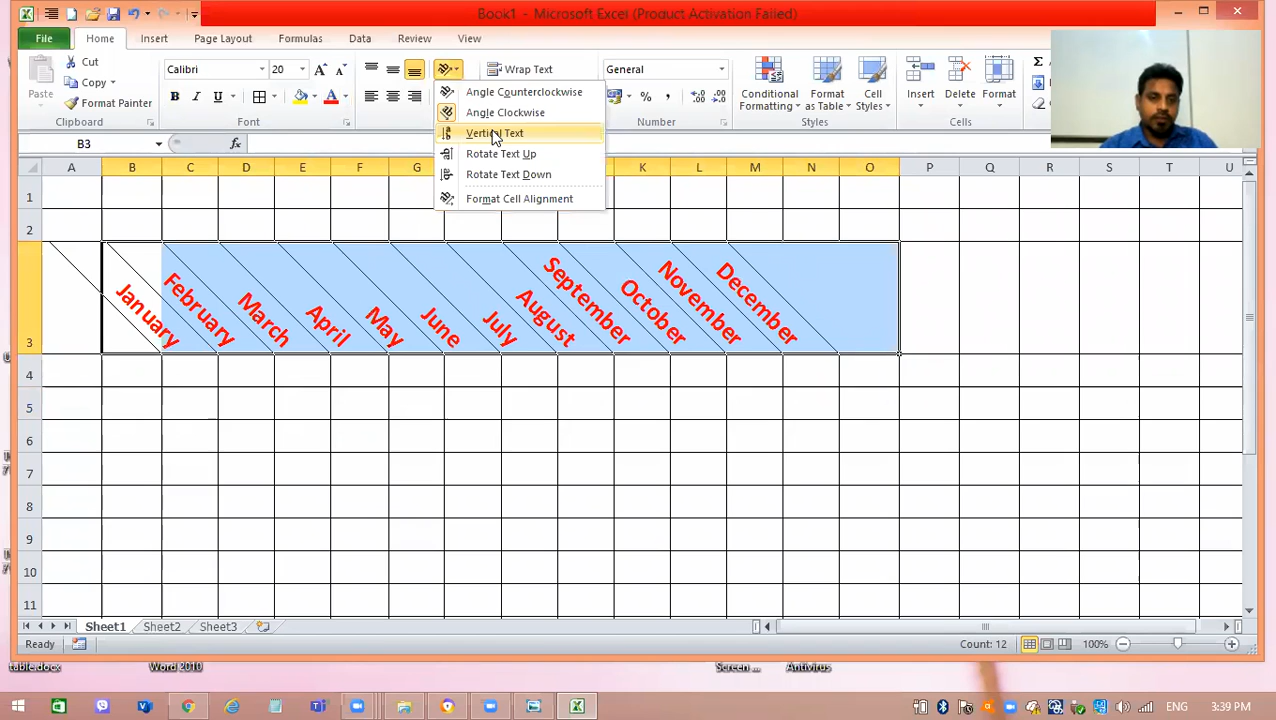 Book1 - Microsoft Excel (Product Activation Failed)
File Home Insert Page Layout Formulas Data Review View
Cut
Copy
Format Painter
Paste
Clipboard
Calibri 20
B I U
Font
Wrap Text
General
% ,
Number
Conditional Formatting
Format as Table
Cell Styles
Styles
Insert Delete Format
Cells
Angle Counterclockwise
Angle Clockwise
Vertical Text
Rotate Text Up
Rotate Text Down
Format Cell Alignment
B3 fx
A B C D E F G K L M N O P Q R S T U
1
2
3
January February March April May June July August September October November December
4
5
6
7
8
9
10
11
Sheet1 Sheet2 Sheet3
Ready Count: 12 100%
table.docx Word 2010 Screen ... Antivirus
ENG 3:39 PM